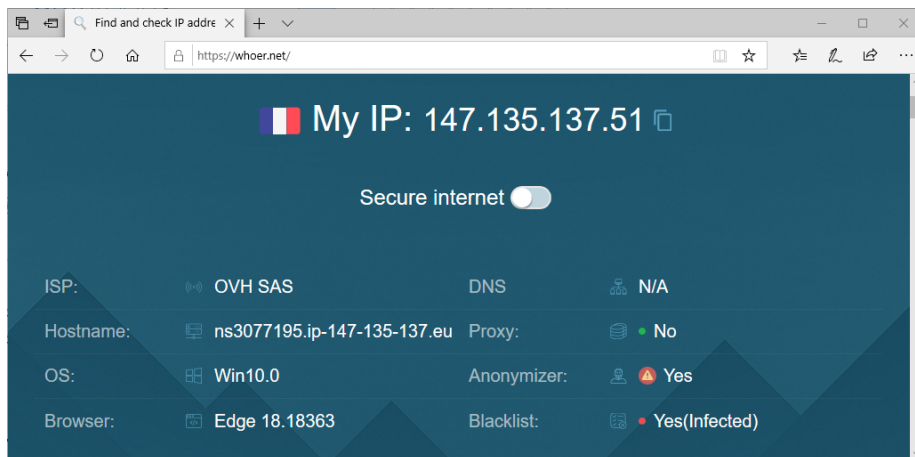 Find and check IP addre
https://whoer.net/
My IP: 147.135.137.51
Secure internet
ISP: OVH SAS DNS N/A
Hostname: ns3077195.ip-147-135-137.eu Proxy: No
OS: Win10.0 Anonymizer: Yes
Browser: Edge 18.18363 Blacklist: Yes(Infected)